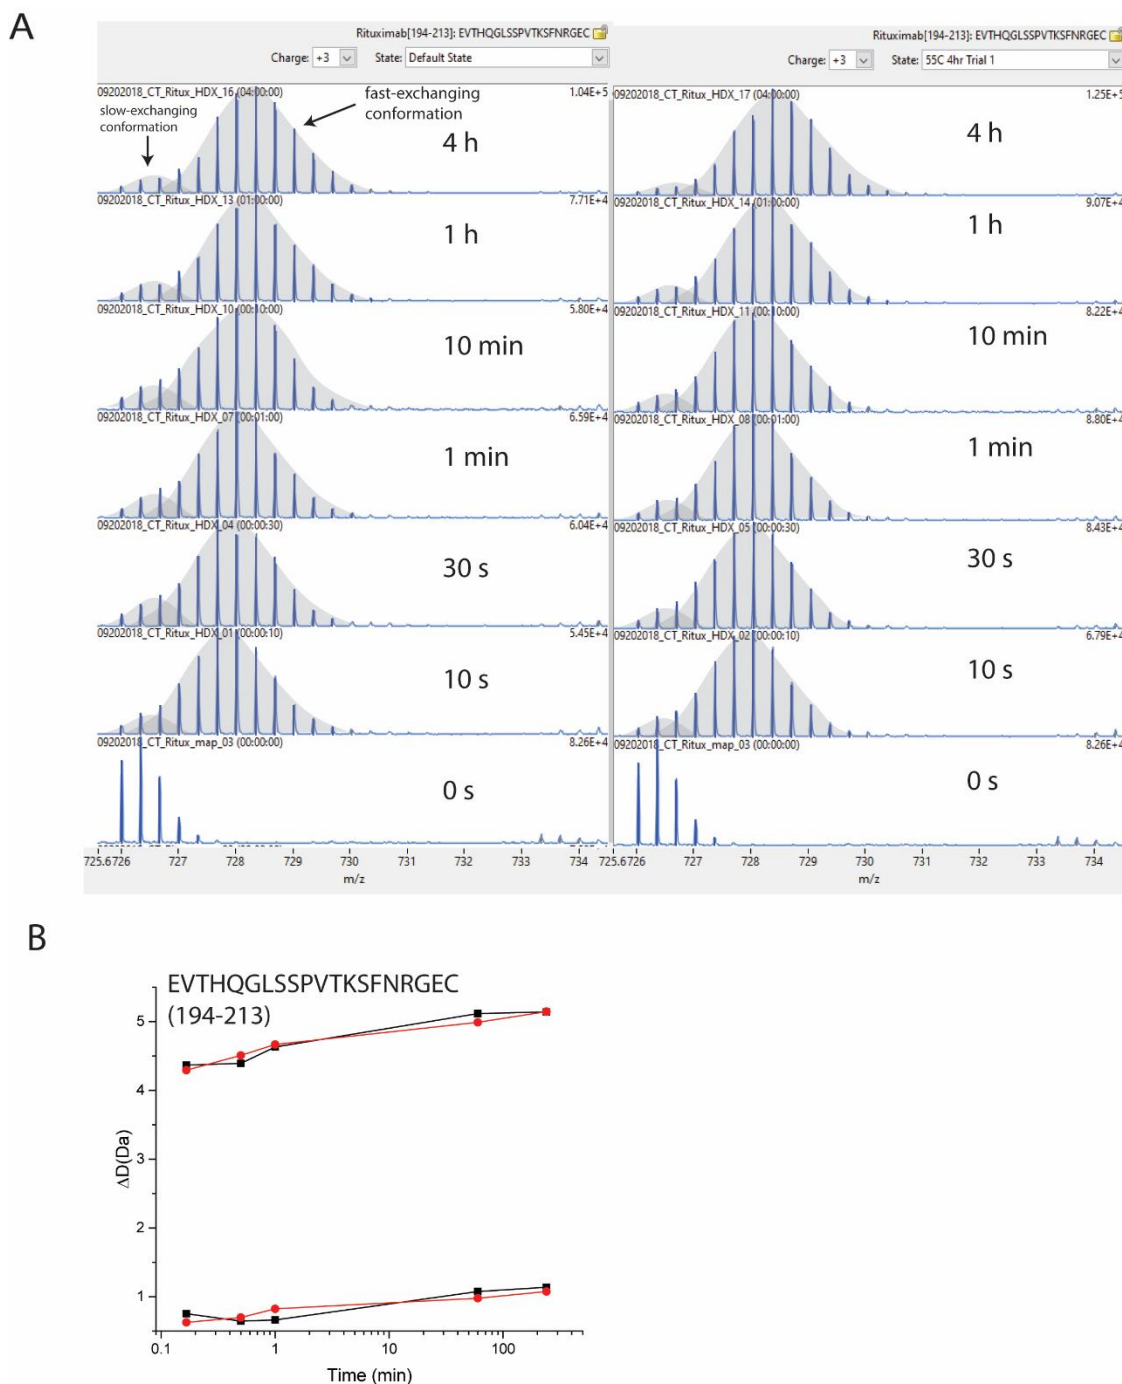 A
Rituximab[194-213]: EVTHQGLSSPVTKSFNRGEC
Charge: +3 State: Default State
09202018_CT_Ritux_HDX_16 (04:00:00) 1.04E+5
slow-exchanging
conformation
fast-exchanging
conformation
4 h
09202018_CT_Ritux_HDX_13 (01:00:00) 7.71E+4
1 h
09202018_CT_Ritux_HDX_10 (00:10:00) 5.80E+4
10 min
09202018_CT_Ritux_HDX_07 (00:01:00) 6.59E+4
1 min
09202018_CT_Ritux_HDX_04 (00:00:30) 6.04E+4
30 s
09202018_CT_Ritux_HDX_01 (00:00:10) 5.45E+4
10 s
09202018_CT_Ritux_map_03 (00:00:00) 8.26E+4
0 s
725.6 726 727 728 729 730 731 732 733 734
m/z
Rituximab[194-213]: EVTHQGLSSPVTKSFNRGEC
Charge: +3 State: 55C 4hr Trial 1
09202018_CT_Ritux_HDX_17 (04:00:00) 1.25E+5
4 h
09202018_CT_Ritux_HDX_14 (01:00:00) 9.07E+4
1 h
09202018_CT_Ritux_HDX_11 (00:10:00) 8.22E+4
10 min
09202018_CT_Ritux_HDX_08 (00:01:00) 8.80E+4
1 min
09202018_CT_Ritux_HDX_05 (00:00:30) 8.43E+4
30 s
09202018_CT_Ritux_HDX_02 (00:00:10) 6.79E+4
10 s
09202018_CT_Ritux_map_03 (00:00:00) 8.26E+4
0 s
725.6 726 727 728 729 730 731 732 733 734
m/z
B
EVTHQGLSSPVTKSFNRGEC
(194-213)
5
4
3
2
1
ΔD(Da)
0.1 1 10 100
Time (min)